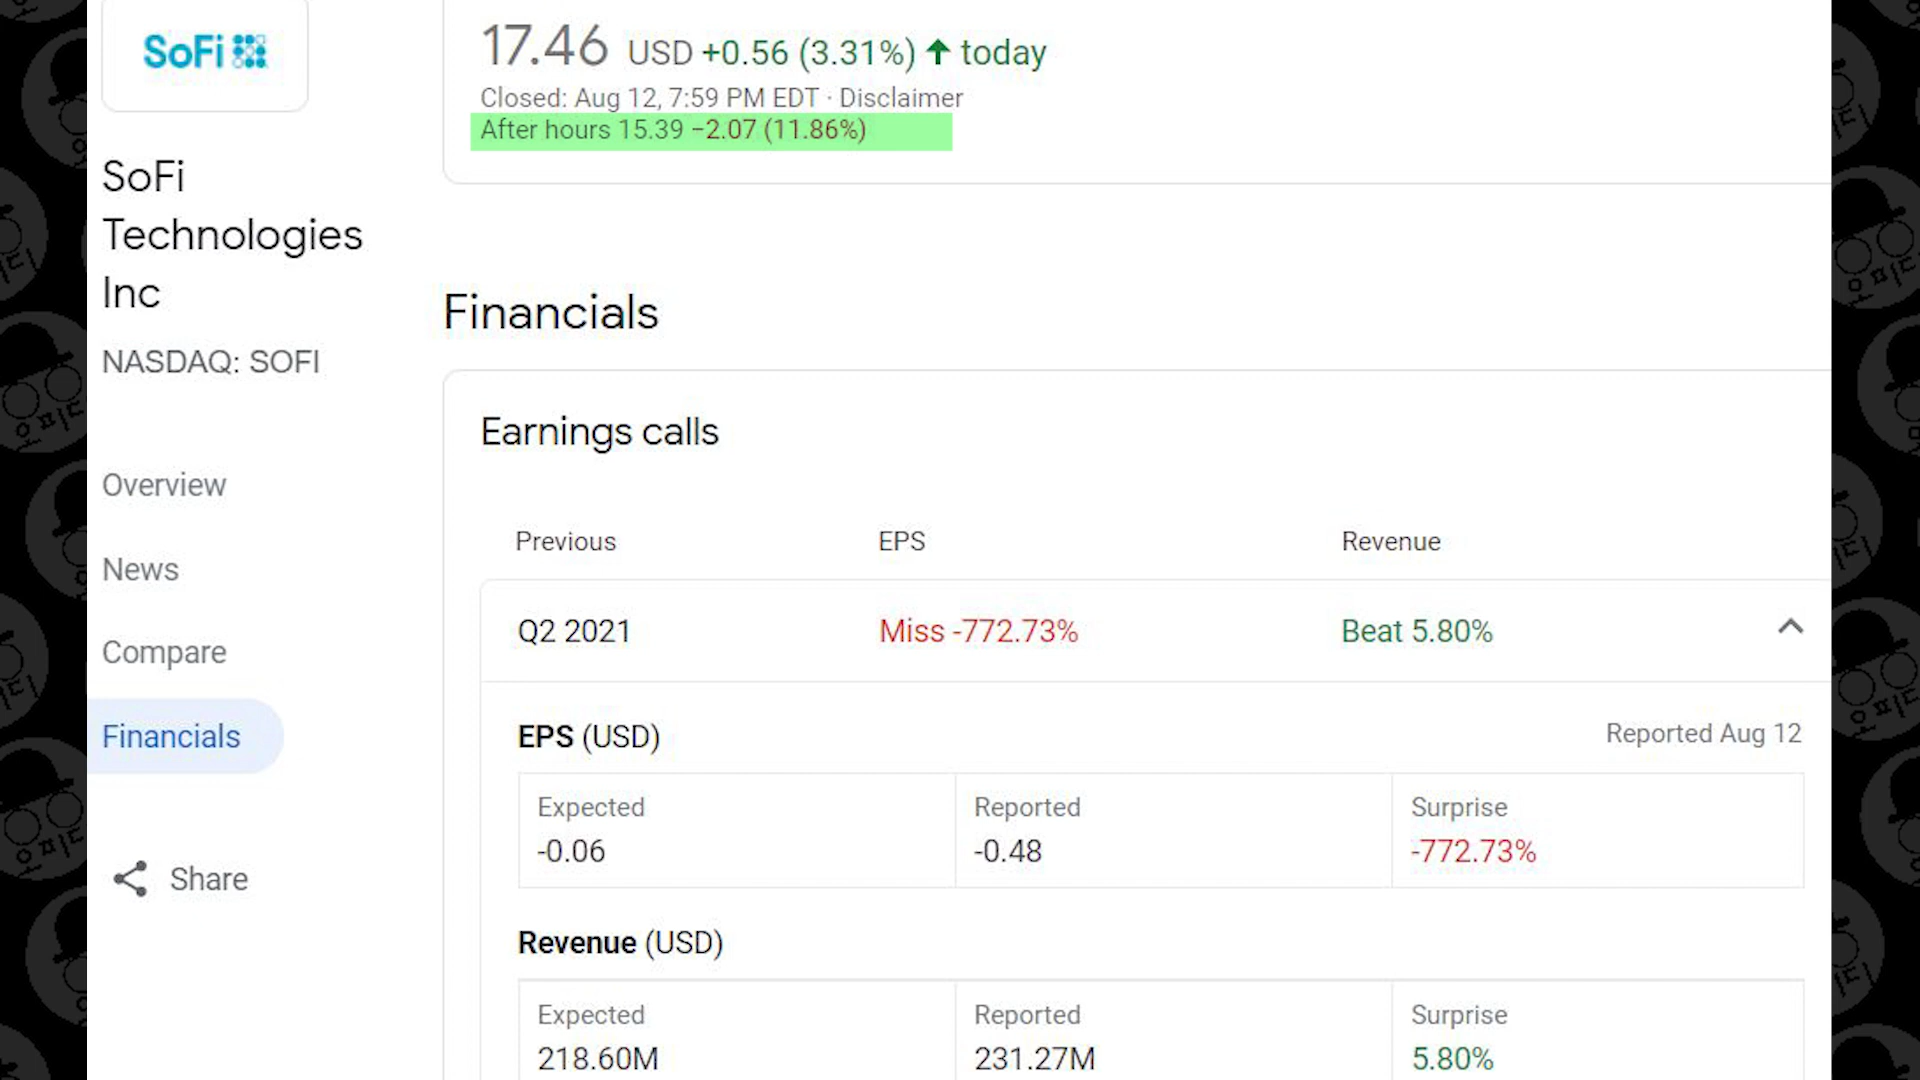 SoFi
17.46 USD +0.56 (3.31%) ↑ today
Closed: Aug 12, 7:59 PM EDT · Disclaimer
After hours 15.39 −2.07 (11.86%)
SoFi
Technologies
Inc
NASDAQ: SOFI
Overview
News
Compare
Financials
Share
Financials
Earnings calls
Previous EPS Revenue
Q2 2021 Miss -772.73% Beat 5.80%
EPS (USD) Reported Aug 12
Expected Reported Surprise
-0.06 -0.48 -772.73%
Revenue (USD)
Expected Reported Surprise
218.60M 231.27M 5.80%
오피드